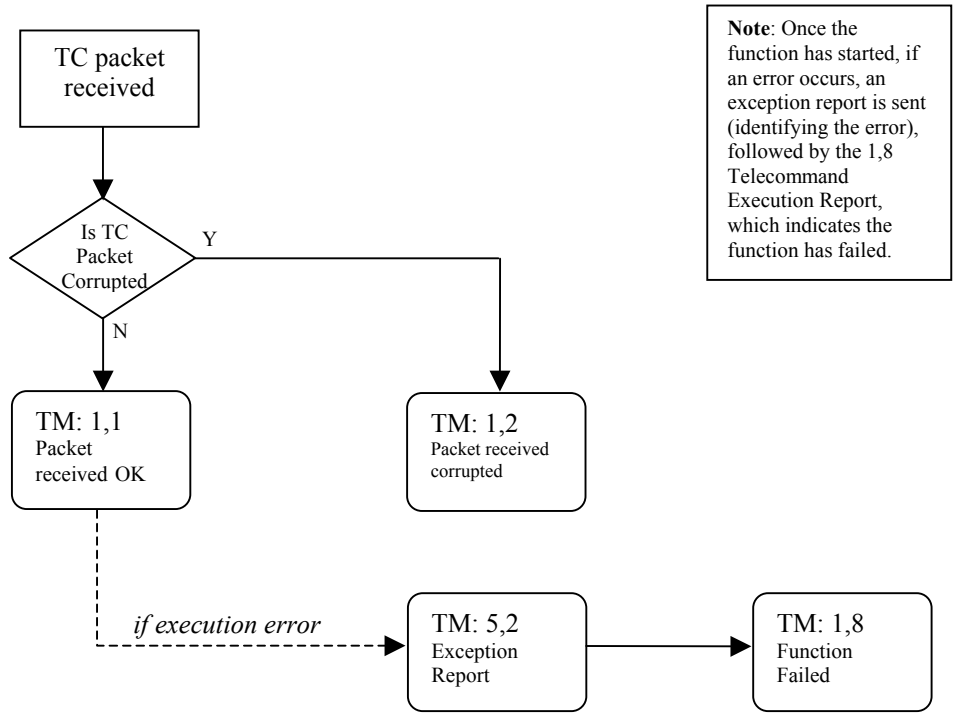 TC packet
received
Note: Once the
function has started, if
an error occurs, an
exception report is sent
(identifying the error),
followed by the 1,8
Telecommand
Execution Report,
which indicates the
function has failed.
Is TC
Packet
Corrupted
Y
N
TM: 1,1
Packet
received OK
TM: 1,2
Packet received
corrupted
if execution error
TM: 5,2
Exception
Report
TM: 1,8
Function
Failed